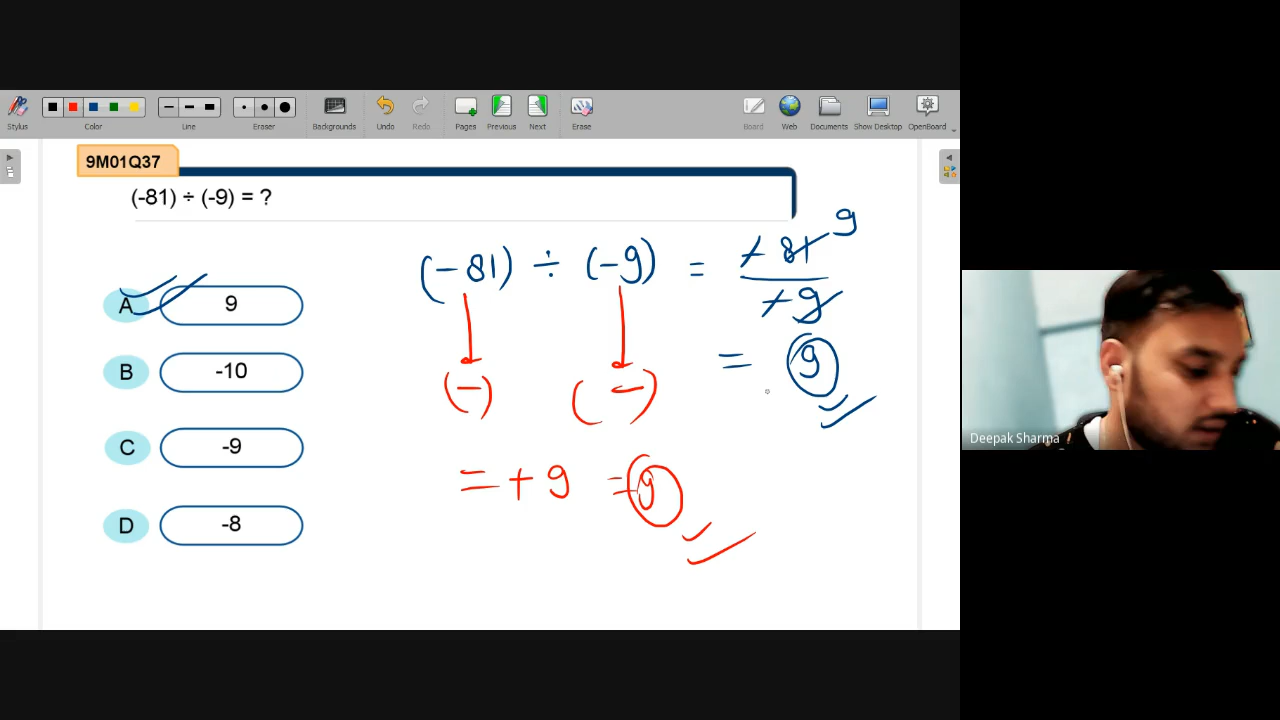 Stylus Color Line Eraser Backgrounds Undo Redo Pages Previous Next Erase Board Web Documents Show Desktop OpenBoard
9M01Q37
(-81) ÷ (-9) = ?
A 9
B -10
C -9
D -8
(-81) ÷ (-9) = -81 9
-9
= 9
(-) (-)
= +9 = 9
Deepak Sharma